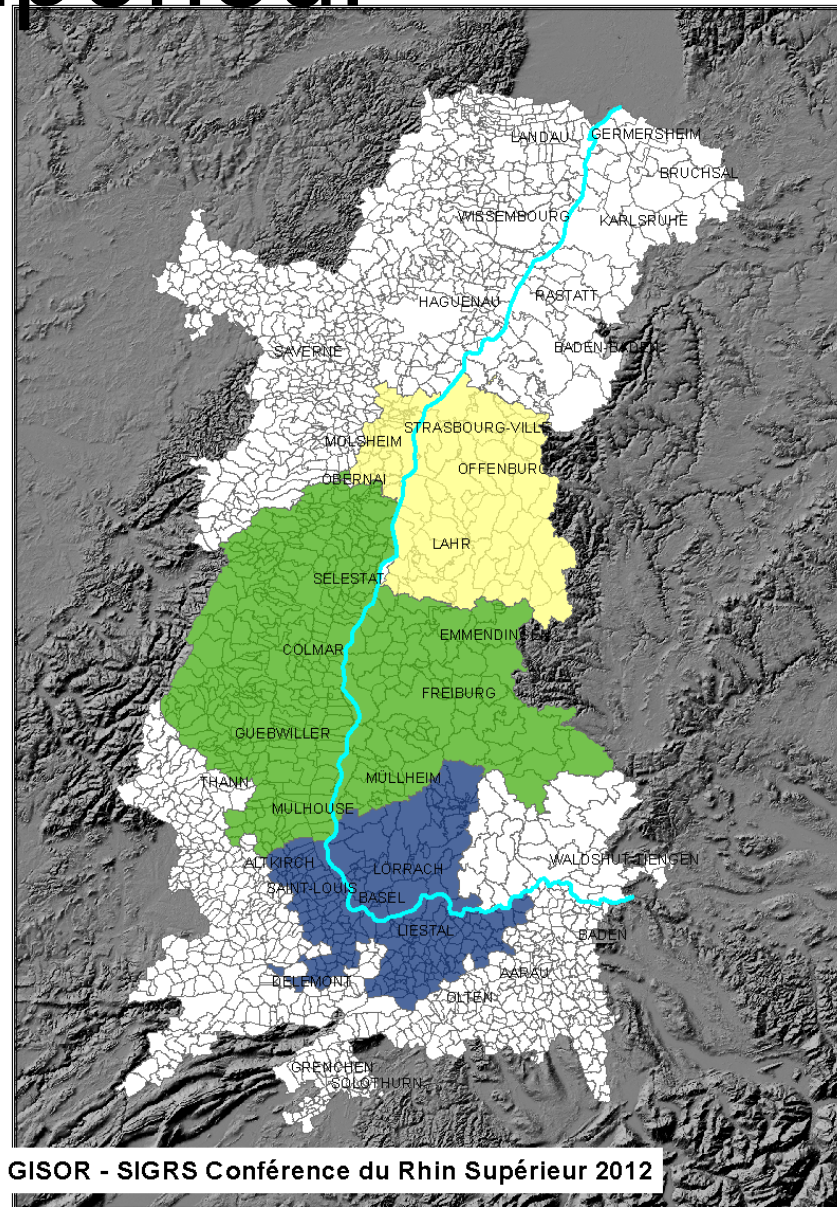 LANDAU
GERMERSHEIM
BRUCHSAL
WISSEMBOURG
KARLSRUHE
HAGUENAU
RASTATT
SAVERNE
BADEN-BADEN
STRASBOURG-VILLE
MOLSHEIM
OFFENBURG
OBERNAI
LAHR
SELESTAT
EMMENDINGEN
COLMAR
FREIBURG
GUEBWILLER
MÜLLHEIM
THANN
MULHOUSE
ALTKIRCH
WALDSHUT-TIENGEN
LORRACH
SAINT-LOUIS
BASEL
LIESTAL
BADEN
AARAU
DELEMONT
OLTEN
GRENCHEN
SOLOTHURN
GISOR - SIGRS Conférence du Rhin Supérieur 2012